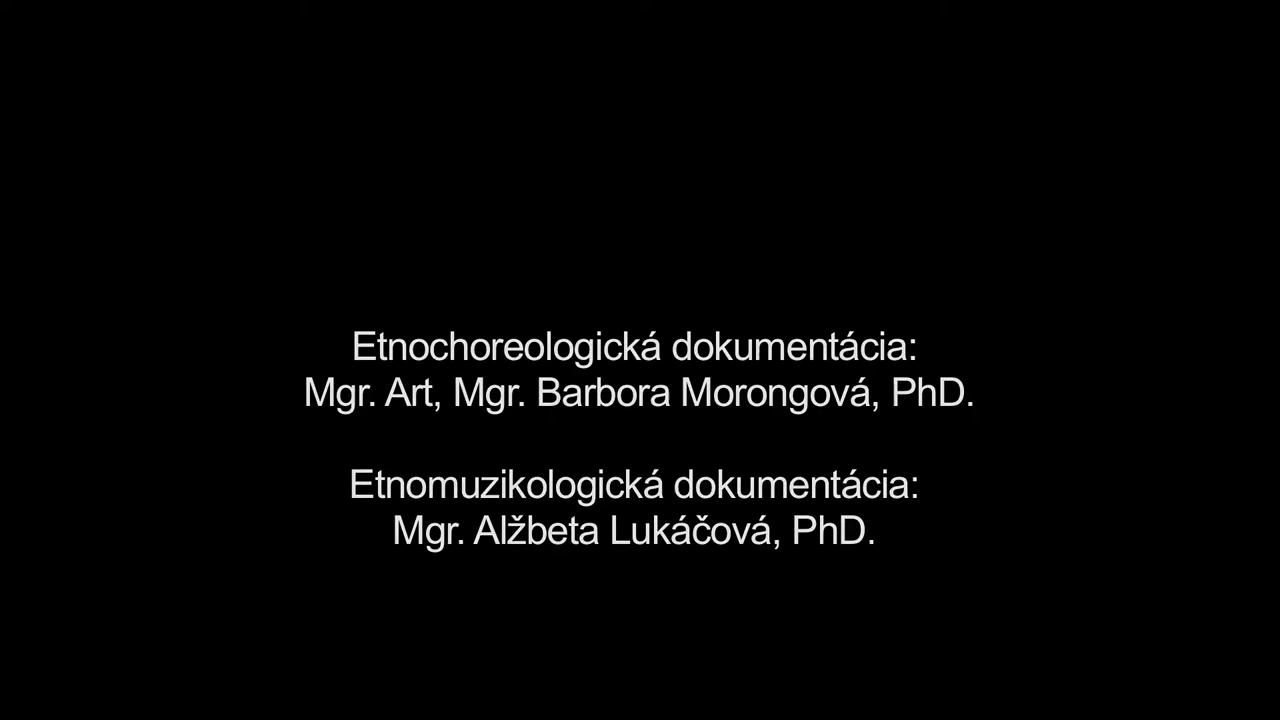 Etnochoreologická dokumentácia:
Mgr. Art, Mgr. Barbora Morongová, PhD.
Etnomuzikologická dokumentácia:
Mgr. Alžbeta Lukáčová, PhD.